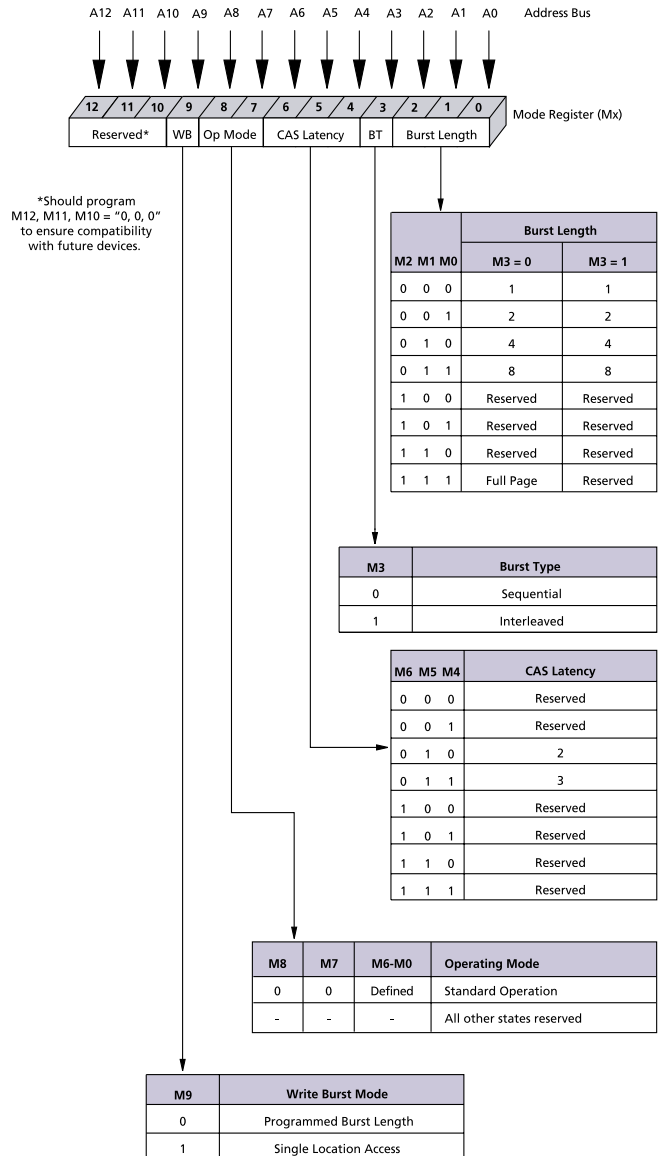 A12 A11 A10 A9 A8 A7 A6 A5 A4 A3 A2 A1 A0 Address Bus
12 11 10 9 8 7 6 5 4 3 2 1 0
Mode Register (Mx)
Reserved* WB Op Mode CAS Latency BT Burst Length
*Should program
M12, M11, M10 = “0, 0, 0”
to ensure compatibility
with future devices.
Burst Length
M2 M1 M0 M3 = 0 M3 = 1
0 0 0 1 1
0 0 1 2 2
0 1 0 4 4
0 1 1 8 8
1 0 0 Reserved Reserved
1 0 1 Reserved Reserved
1 1 0 Reserved Reserved
1 1 1 Full Page Reserved
M3 Burst Type
0 Sequential
1 Interleaved
M6 M5 M4 CAS Latency
0 0 0 Reserved
0 0 1 Reserved
0 1 0 2
0 1 1 3
1 0 0 Reserved
1 0 1 Reserved
1 1 0 Reserved
1 1 1 Reserved
M8 M7 M6-M0 Operating Mode
0 0 Defined Standard Operation
- - - All other states reserved
M9 Write Burst Mode
0 Programmed Burst Length
1 Single Location Access